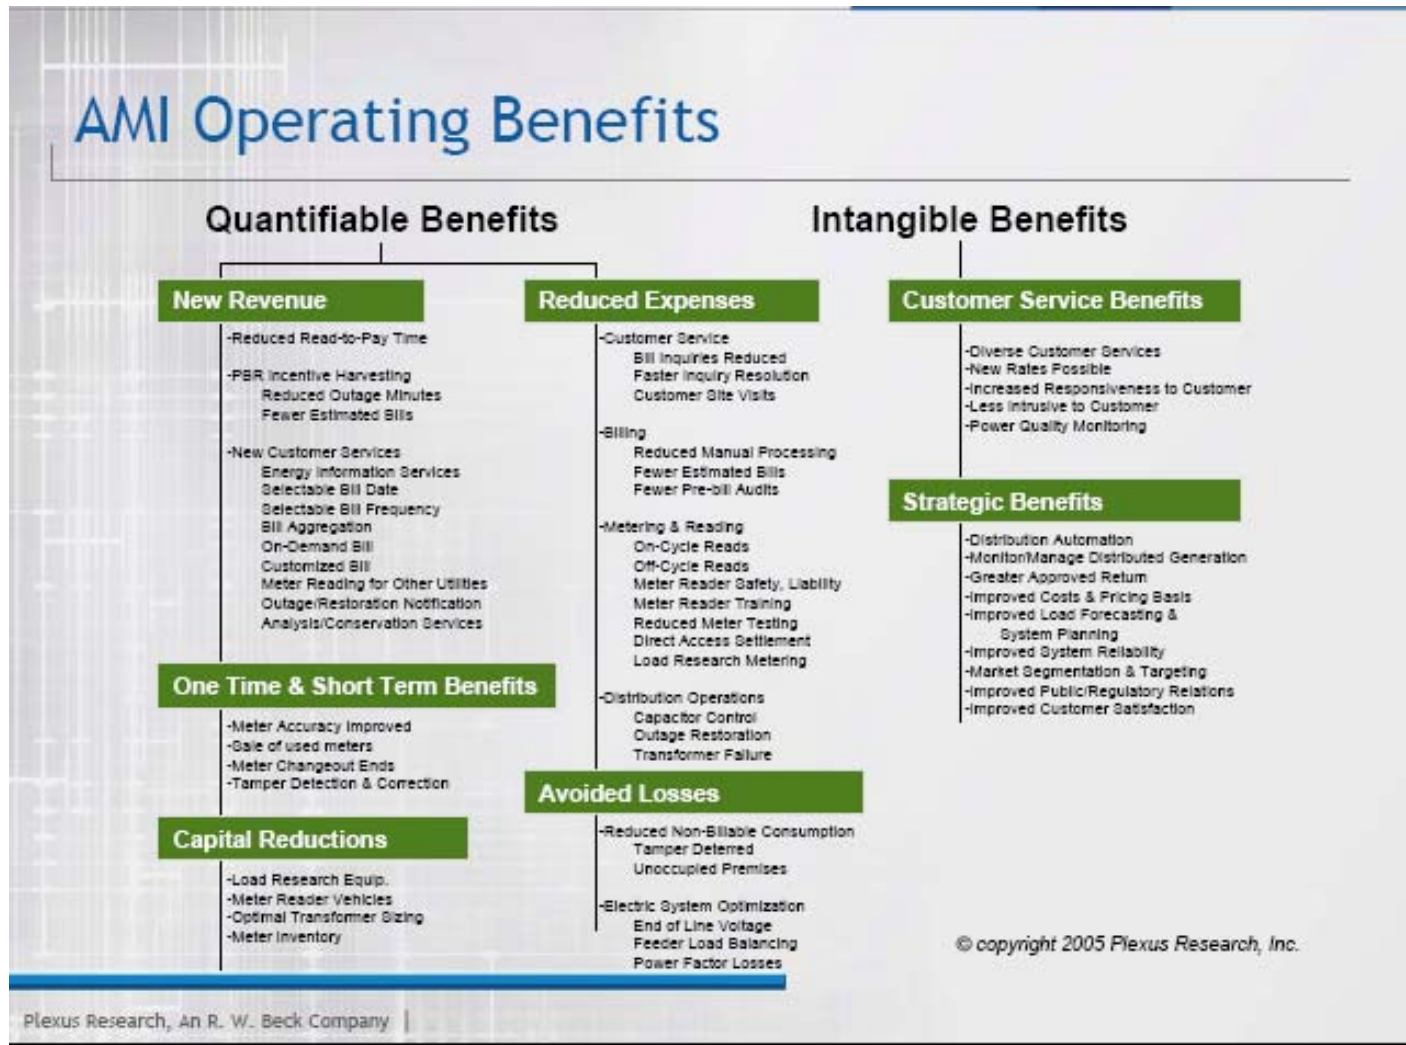 AMI Operating Benefits
Quantifiable Benefits
New Revenue
-Reduced Read-to-Pay Time
-PBR Incentive Harvesting
Reduced Outage Minutes
Fewer Estimated Bills
-New Customer Services
Energy Information Services
Selectable Bill Date
Selectable Bill Frequency
Bill Aggregation
On-Demand Bill
Customized Bill
Meter Reading for Other Utilities
Outage/Restoration Notification
Analysis/Conservation Services
One Time & Short Term Benefits
-Meter Accuracy Improved
-Sale of used meters
-Meter Changeout Ends
-Tamper Detection & Correction
Capital Reductions
-Load Research Equip.
-Meter Reader Vehicles
-Optimal Transformer Sizing
-Meter Inventory
Reduced Expenses
-Customer Service
Bill Inquiries Reduced
Faster Inquiry Resolution
Customer Site Visits
-Billing
Reduced Manual Processing
Fewer Estimated Bills
Fewer Pre-bill Audits
-Metering & Reading
On-Cycle Reads
Off-Cycle Reads
Meter Reader Safety, Liability
Meter Reader Training
Reduced Meter Testing
Direct Access Settlement
Load Research Metering
-Distribution Operations
Capacitor Control
Outage Restoration
Transformer Failure
Avoided Losses
-Reduced Non-Billable Consumption
Tamper Deterred
Unoccupied Premises
-Electric System Optimization
End of Line Voltage
Feeder Load Balancing
Power Factor Losses
Intangible Benefits
Customer Service Benefits
-Diverse Customer Services
-New Rates Possible
-Increased Responsiveness to Customer
-Less Intrusive to Customer
-Power Quality Monitoring
Strategic Benefits
-Distribution Automation
-Monitor/Manage Distributed Generation
-Greater Approved Return
-Improved Costs & Pricing Basis
-Improved Load Forecasting &
System Planning
-Improved System Reliability
-Market Segmentation & Targeting
-Improved Public/Regulatory Relations
-Improved Customer Satisfaction
© copyright 2005 Plexus Research, Inc.
Plexus Research, An R. W. Beck Company |